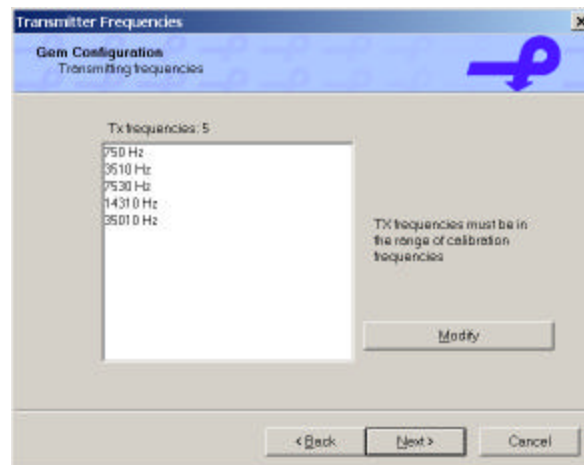 Transmitter Frequencies
Gem Configuration
Transmitting frequencies
Tx frequencies: 5
750 Hz
3510 Hz
7530 Hz
14310 Hz
35010 Hz
TX frequencies must be in
the range of calibration
frequencies
Modify
< Back
Next >
Cancel